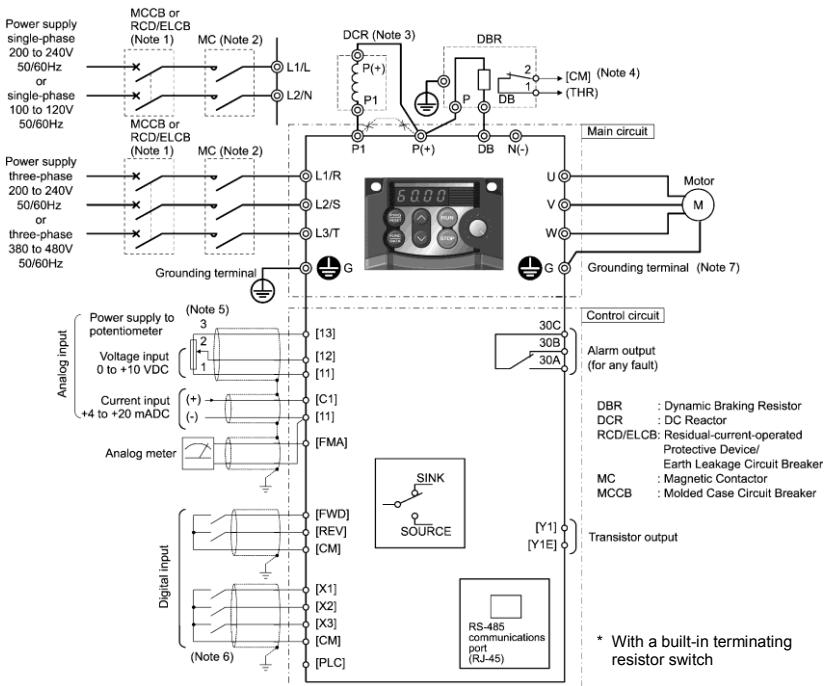 Power supply
single-phase
200 to 240V
50/60Hz
or
single-phase
100 to 120V
50/60Hz
MCCB or
RCD/ELCB
(Note 1)
MC (Note 2)
L1/L
L2/N
DCR (Note 3)
P(+)
P1
DBR
P
DB
2
1
[CM]
(THR)
(Note 4)
Main circuit
P1
P(+)
DB
N(-)
Power supply
three-phase
200 to 240V
50/60Hz
or
three-phase
380 to 480V
50/60Hz
MCCB or
RCD/ELCB
(Note 1)
MC (Note 2)
L1/R
L2/S
L3/T
60.00
RUN
STOP
U
V
W
Motor
M
Grounding terminal
G
G
Grounding terminal (Note 7)
Control circuit
Analog input
Power supply to
potentiometer
(Note 5)
3
2
1
Voltage input
0 to +10 VDC
[13]
[12]
[11]
Current input
+4 to +20 mADC
(+)
(-)
[C1]
[11]
Analog meter
[FMA]
30C
30B
30A
Alarm output
(for any fault)
DBR : Dynamic Braking Resistor
DCR : DC Reactor
RCD/ELCB: Residual-current-operated
Protective Device/
Earth Leakage Circuit Breaker
MC : Magnetic Contactor
MCCB : Molded Case Circuit Breaker
SINK
SOURCE
Digital input
[FWD]
[REV]
[CM]
[X1]
[X2]
[X3]
[CM]
(Note 6)
[PLC]
[Y1]
[Y1E]
Transistor output
RS-485
communications
port
(RJ-45)
* With a built-in terminating
resistor switch